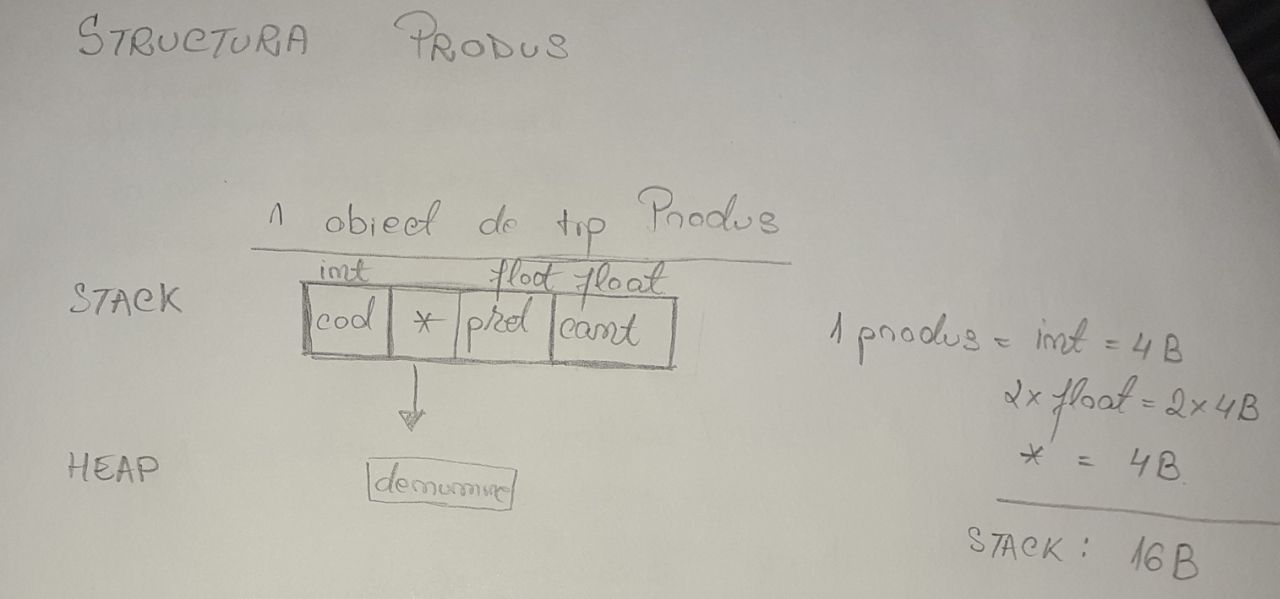 STRUCTURA PRODUS
1 obiect de tip Produs
int float float
STACK
cod * pret cant
1 produs = int = 4B
2x float = 2x4B
* = 4B
HEAP
denumire
STACK: 16B